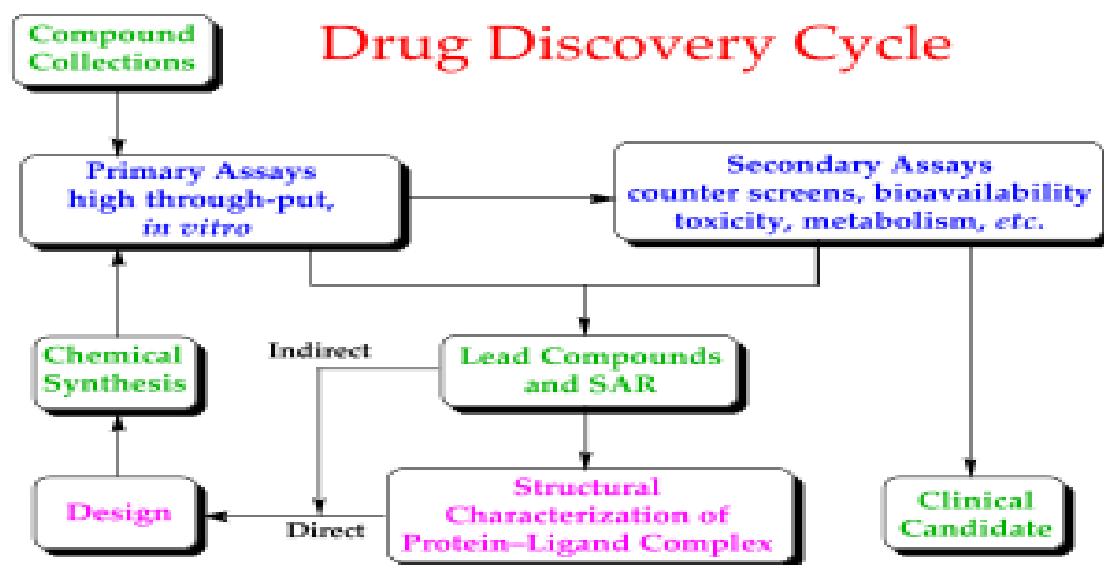 Compound
Collections
Drug Discovery Cycle
Primary Assays
high through-put,
in vitro
Secondary Assays
counter screens, bioavailability
toxicity, metabolism, etc.
Chemical
Synthesis
Indirect
Lead Compounds
and SAR
Design
Direct
Structural
Characterization of
Protein–Ligand Complex
Clinical
Candidate